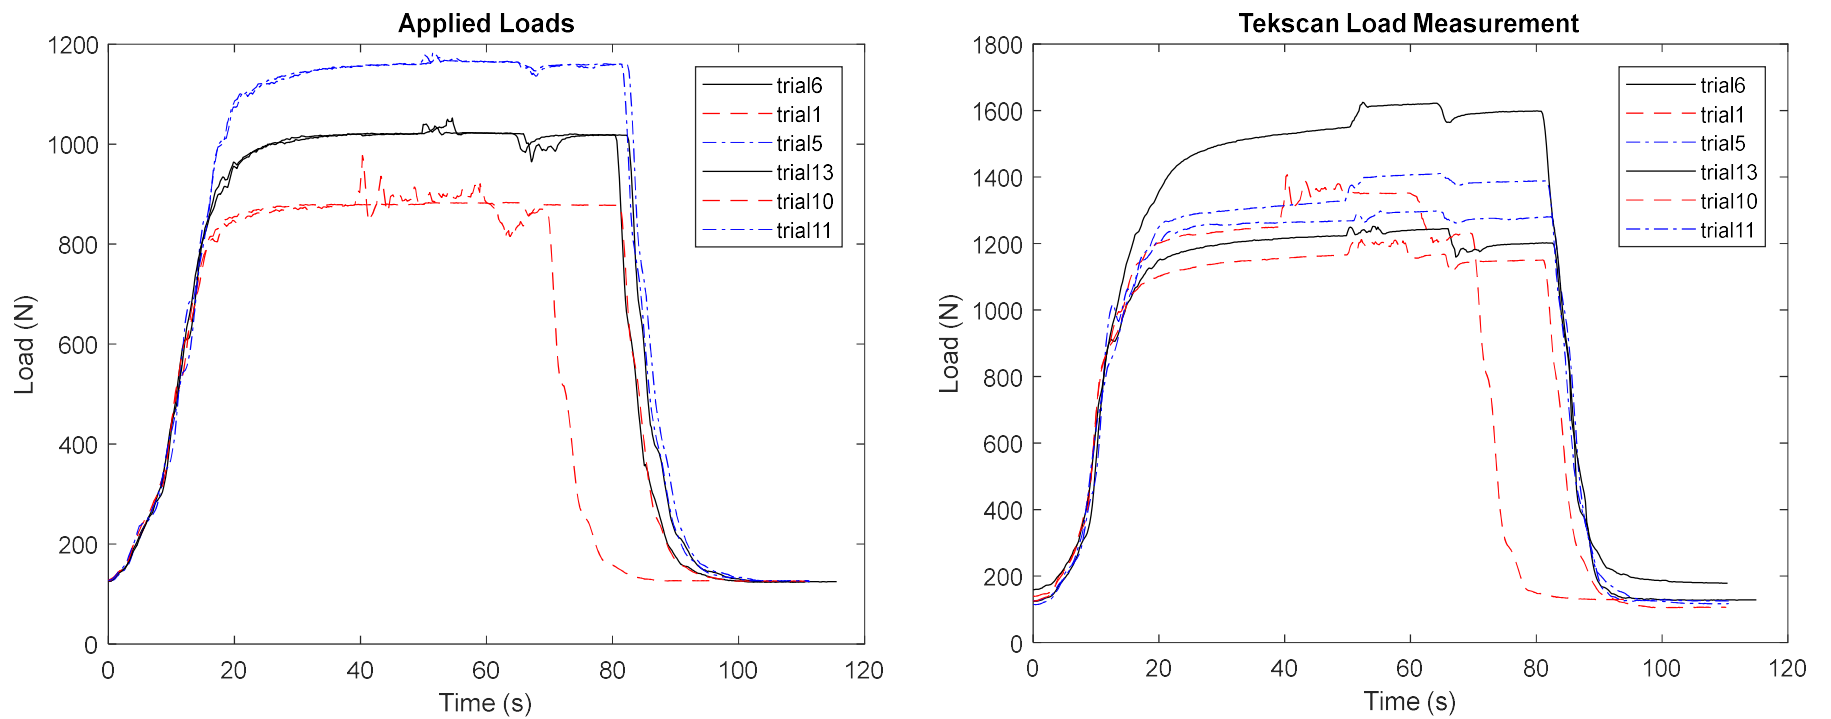 Applied Loads
1200
1000
800
600
400
200
0
Load (N)
0 20 40 60 80 100 120
Time (s)
trial6
trial1
trial5
trial13
trial10
trial11
Tekscan Load Measurement
1800
1600
1400
1200
1000
800
600
400
200
0
Load (N)
0 20 40 60 80 100 120
Time (s)
trial6
trial1
trial5
trial13
trial10
trial11